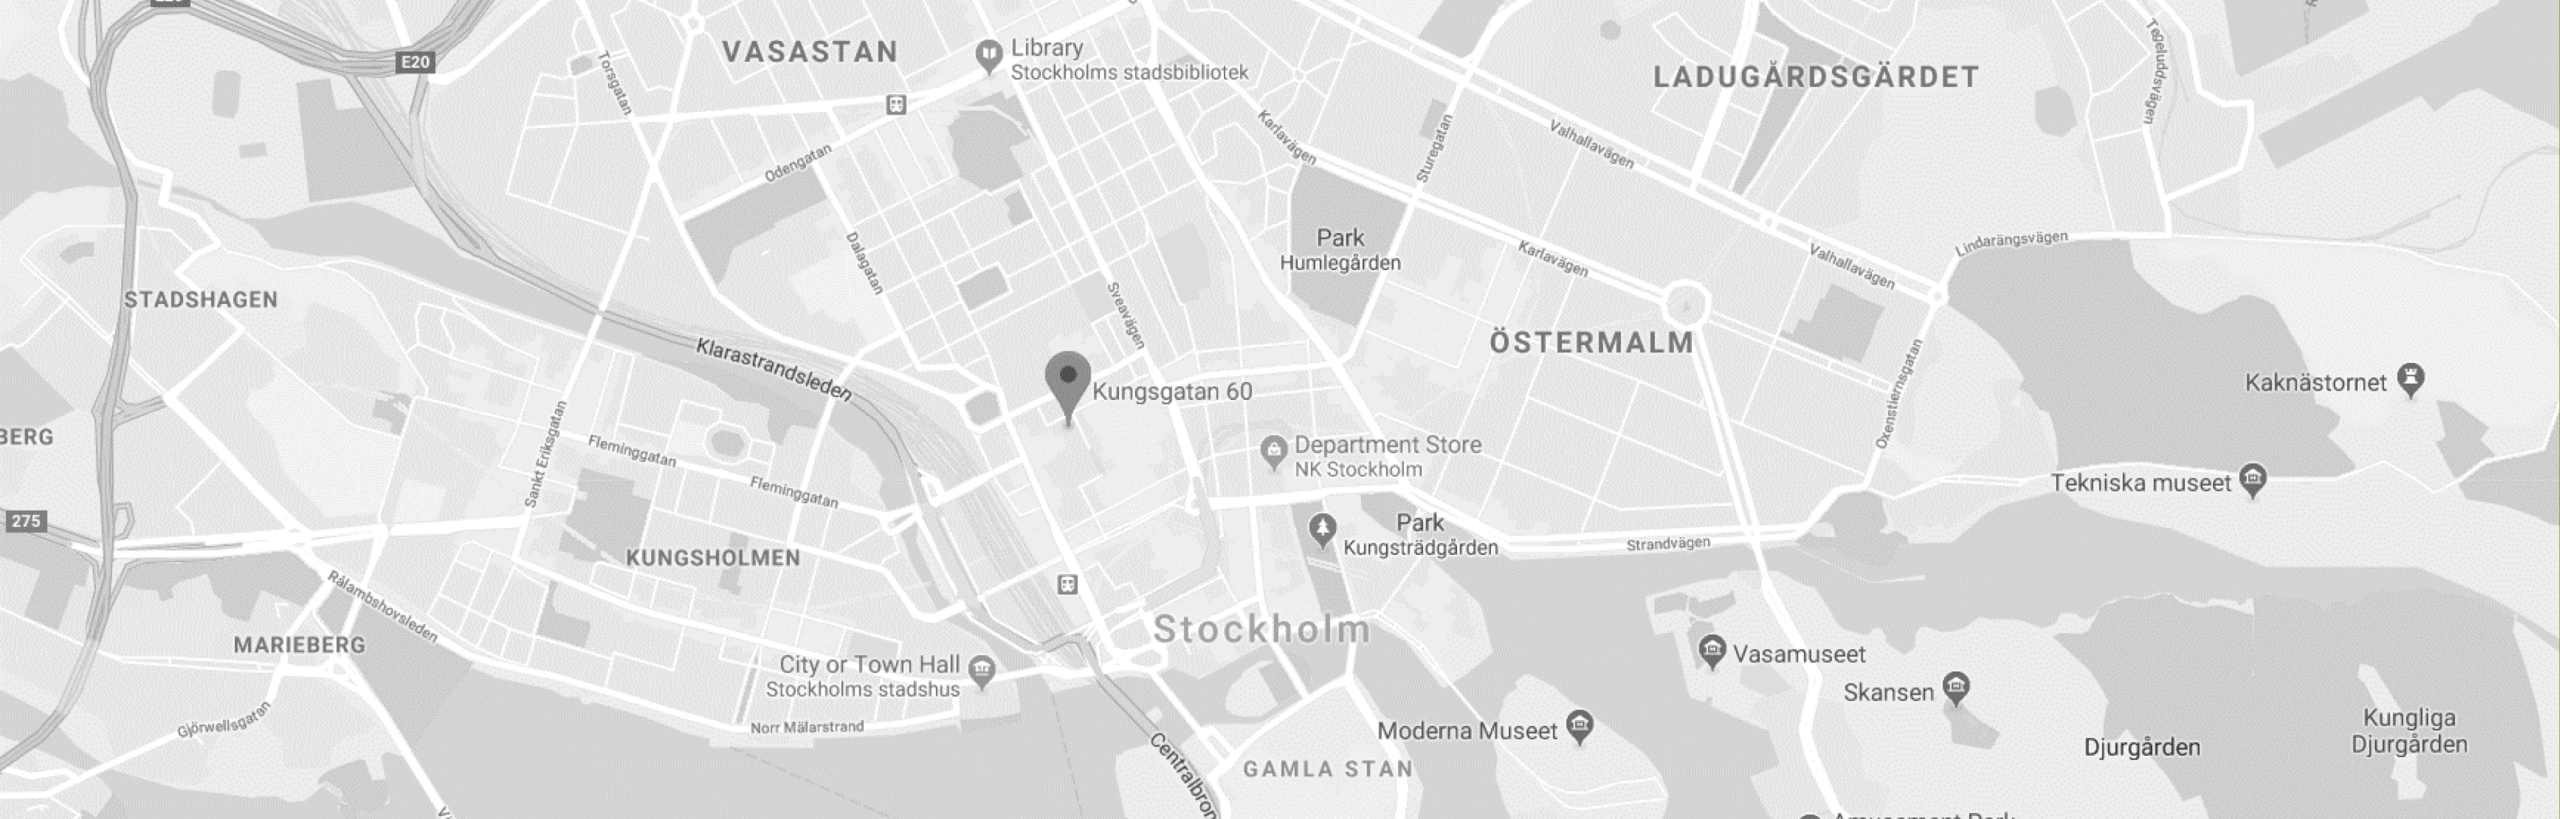 E20
VASASTAN
Library
Stockholms stadsbibliotek
LADUGÅRDSGÄRDET
Torsgatan
Tegeluddsvägen
Odengatan
Karlavägen
Sturegatan
Valhallavägen
Park
Humlegården
Dalagatan
Karlavägen
Valhallavägen
Lindarängsvägen
STADSHAGEN
Sveavägen
ÖSTERMALM
Klarastrandsleden
Kungsgatan 60
Oxenstiernsgatan
Kaknästornet
BERG
Sankt Eriksgatan
Fleminggatan
Fleminggatan
Department Store
NK Stockholm
Tekniska museet
275
Park
Kungsträdgården
Strandvägen
KUNGSHOLMEN
Rålambshovsleden
MARIEBERG
Stockholm
City or Town Hall
Stockholms stadshus
Vasamuseet
Skansen
Gjörwellsgatan
Norr Mälarstrand
Moderna Museet
Kungliga
Djurgården
Djurgården
Centralbron
GAMLA STAN
Amusement Park